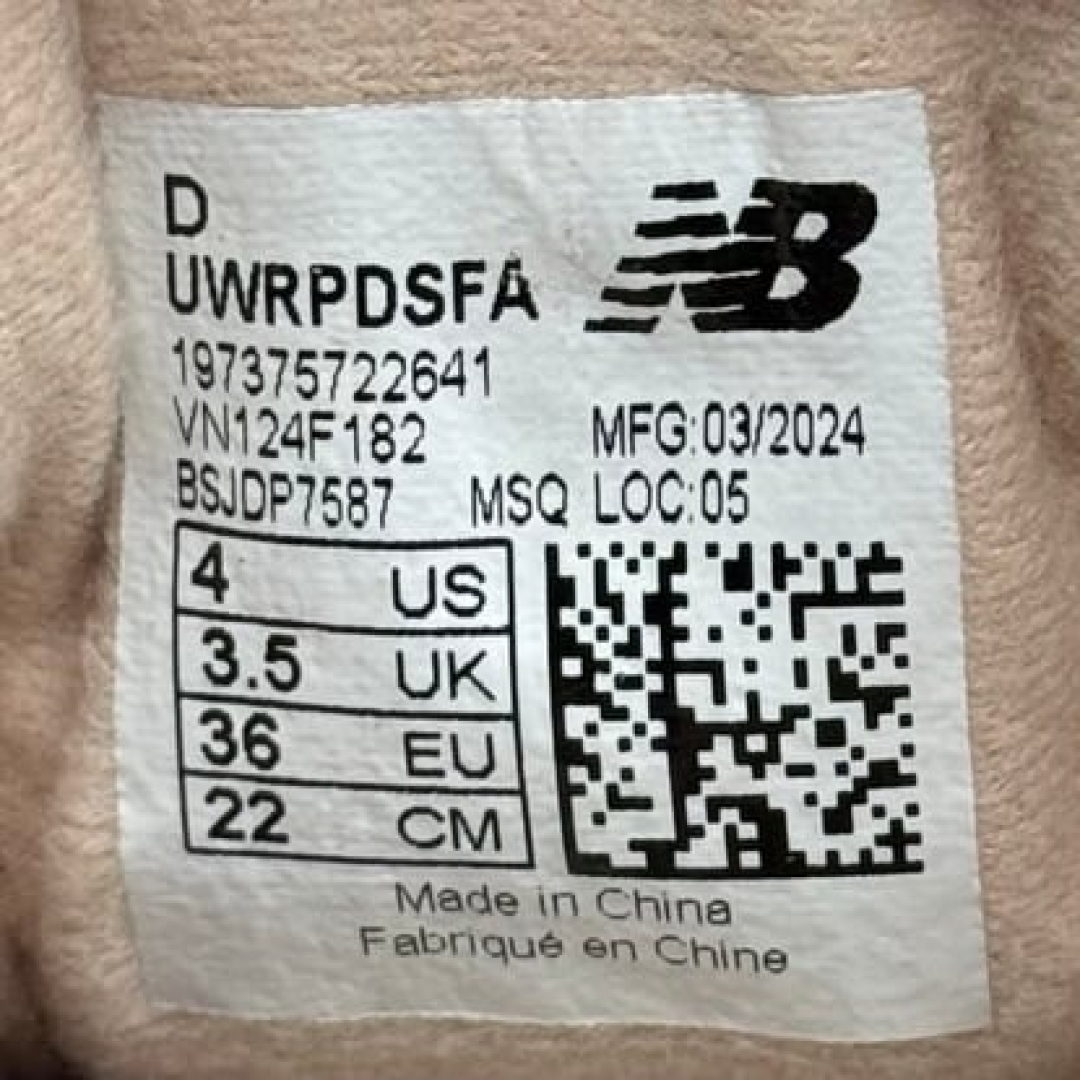 D
NB
UWRPDSFA
197375722641
VN124F182 MFG:03/2024
BSJDP7587 MSQ LOC:05
4 US
3.5 UK
36 EU
22 CM
Made in China
Fabriqué en Chine